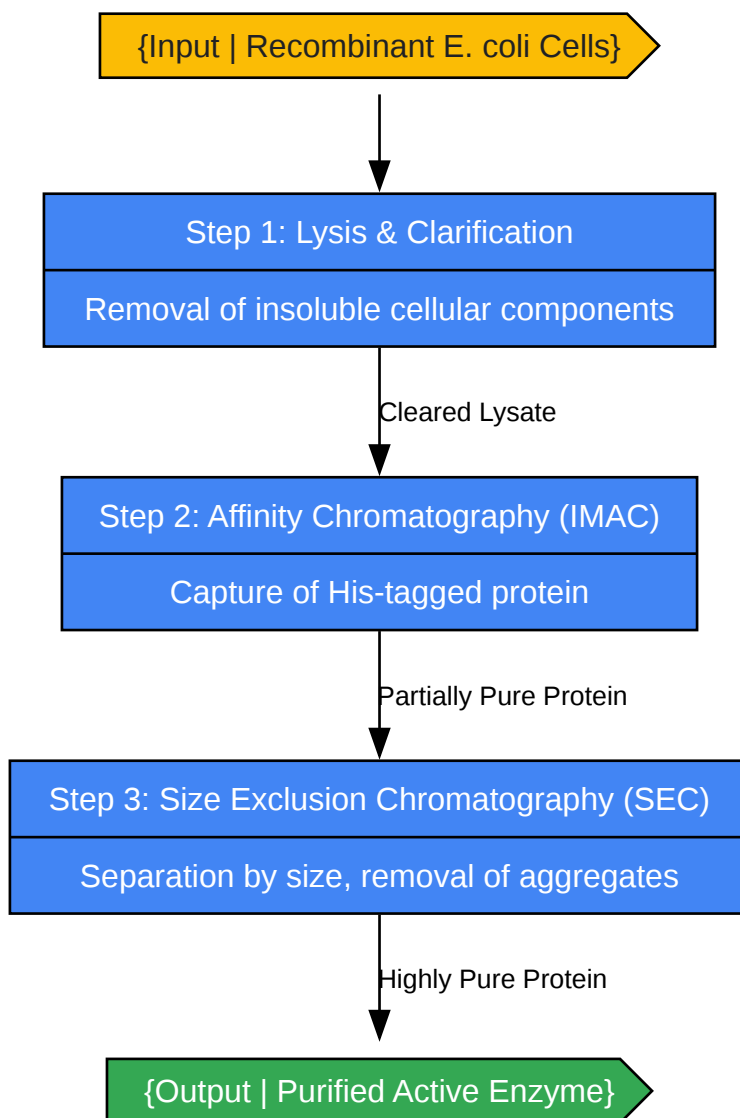 {Input | Recombinant E. coli Cells}
Step 1: Lysis & Clarification
Removal of insoluble cellular components
Cleared Lysate
Step 2: Affinity Chromatography (IMAC)
Capture of His-tagged protein
Partially Pure Protein
Step 3: Size Exclusion Chromatography (SEC)
Separation by size, removal of aggregates
Highly Pure Protein
{Output | Purified Active Enzyme}